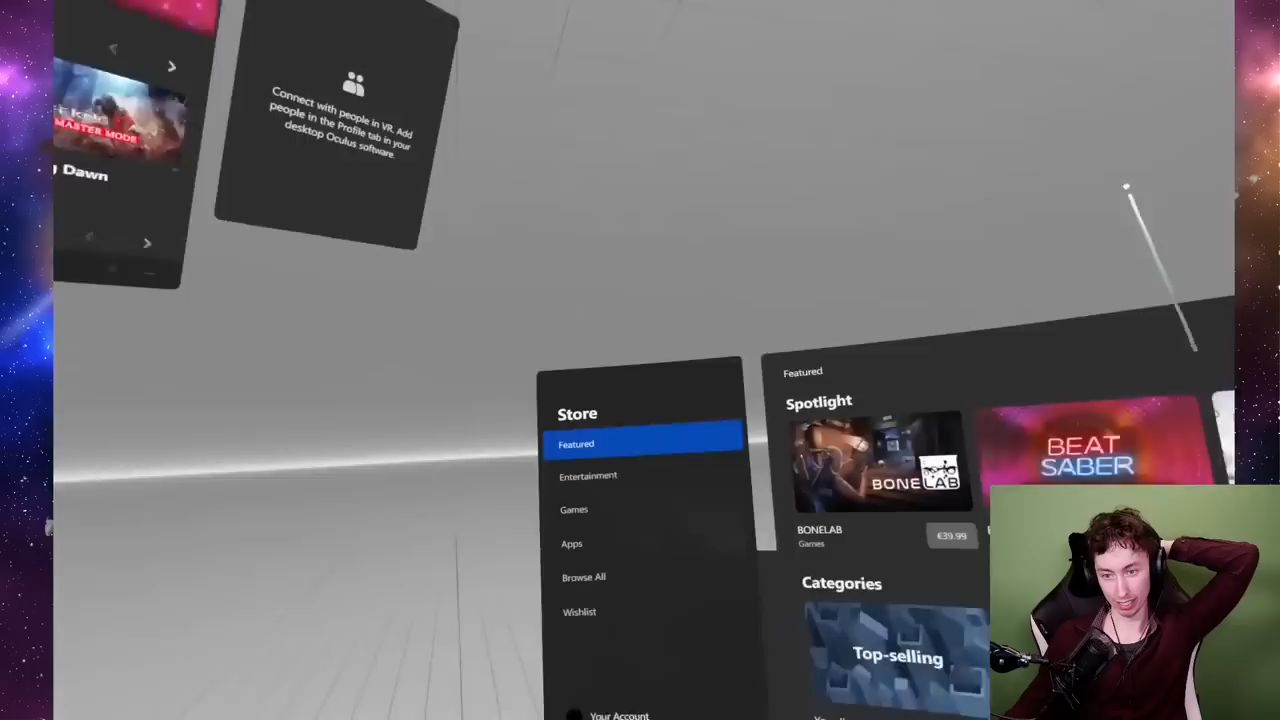 MASTER MODE
Dawn
Connect with people in VR. Add
people in the Profile tab in your
desktop Oculus software.
Store
Featured
Entertainment
Games
Apps
Browse All
Wishlist
Your Account
Featured
Spotlight
BONELAB
BEAT
SABER
BONELAB
Games
€39.99
Categories
Top-selling